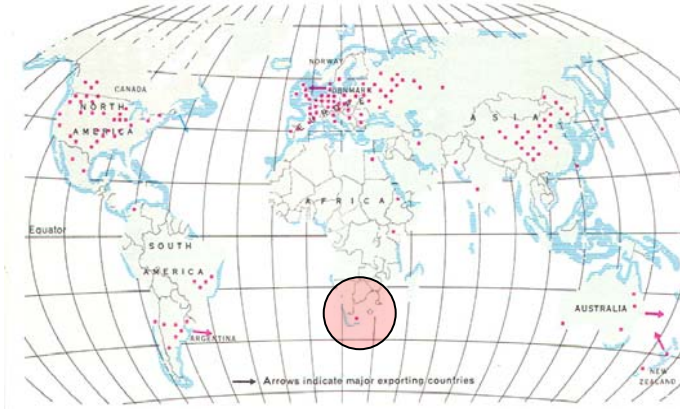 NORWAY
CANADA
DENMARK
NORTH
EUROPE
AMERICA
ASIA
AFRICA
Equator
SOUTH
AMERICA
AUSTRALIA
ARGENTINA
NEW
ZEALAND
Arrows indicate major exporting countries